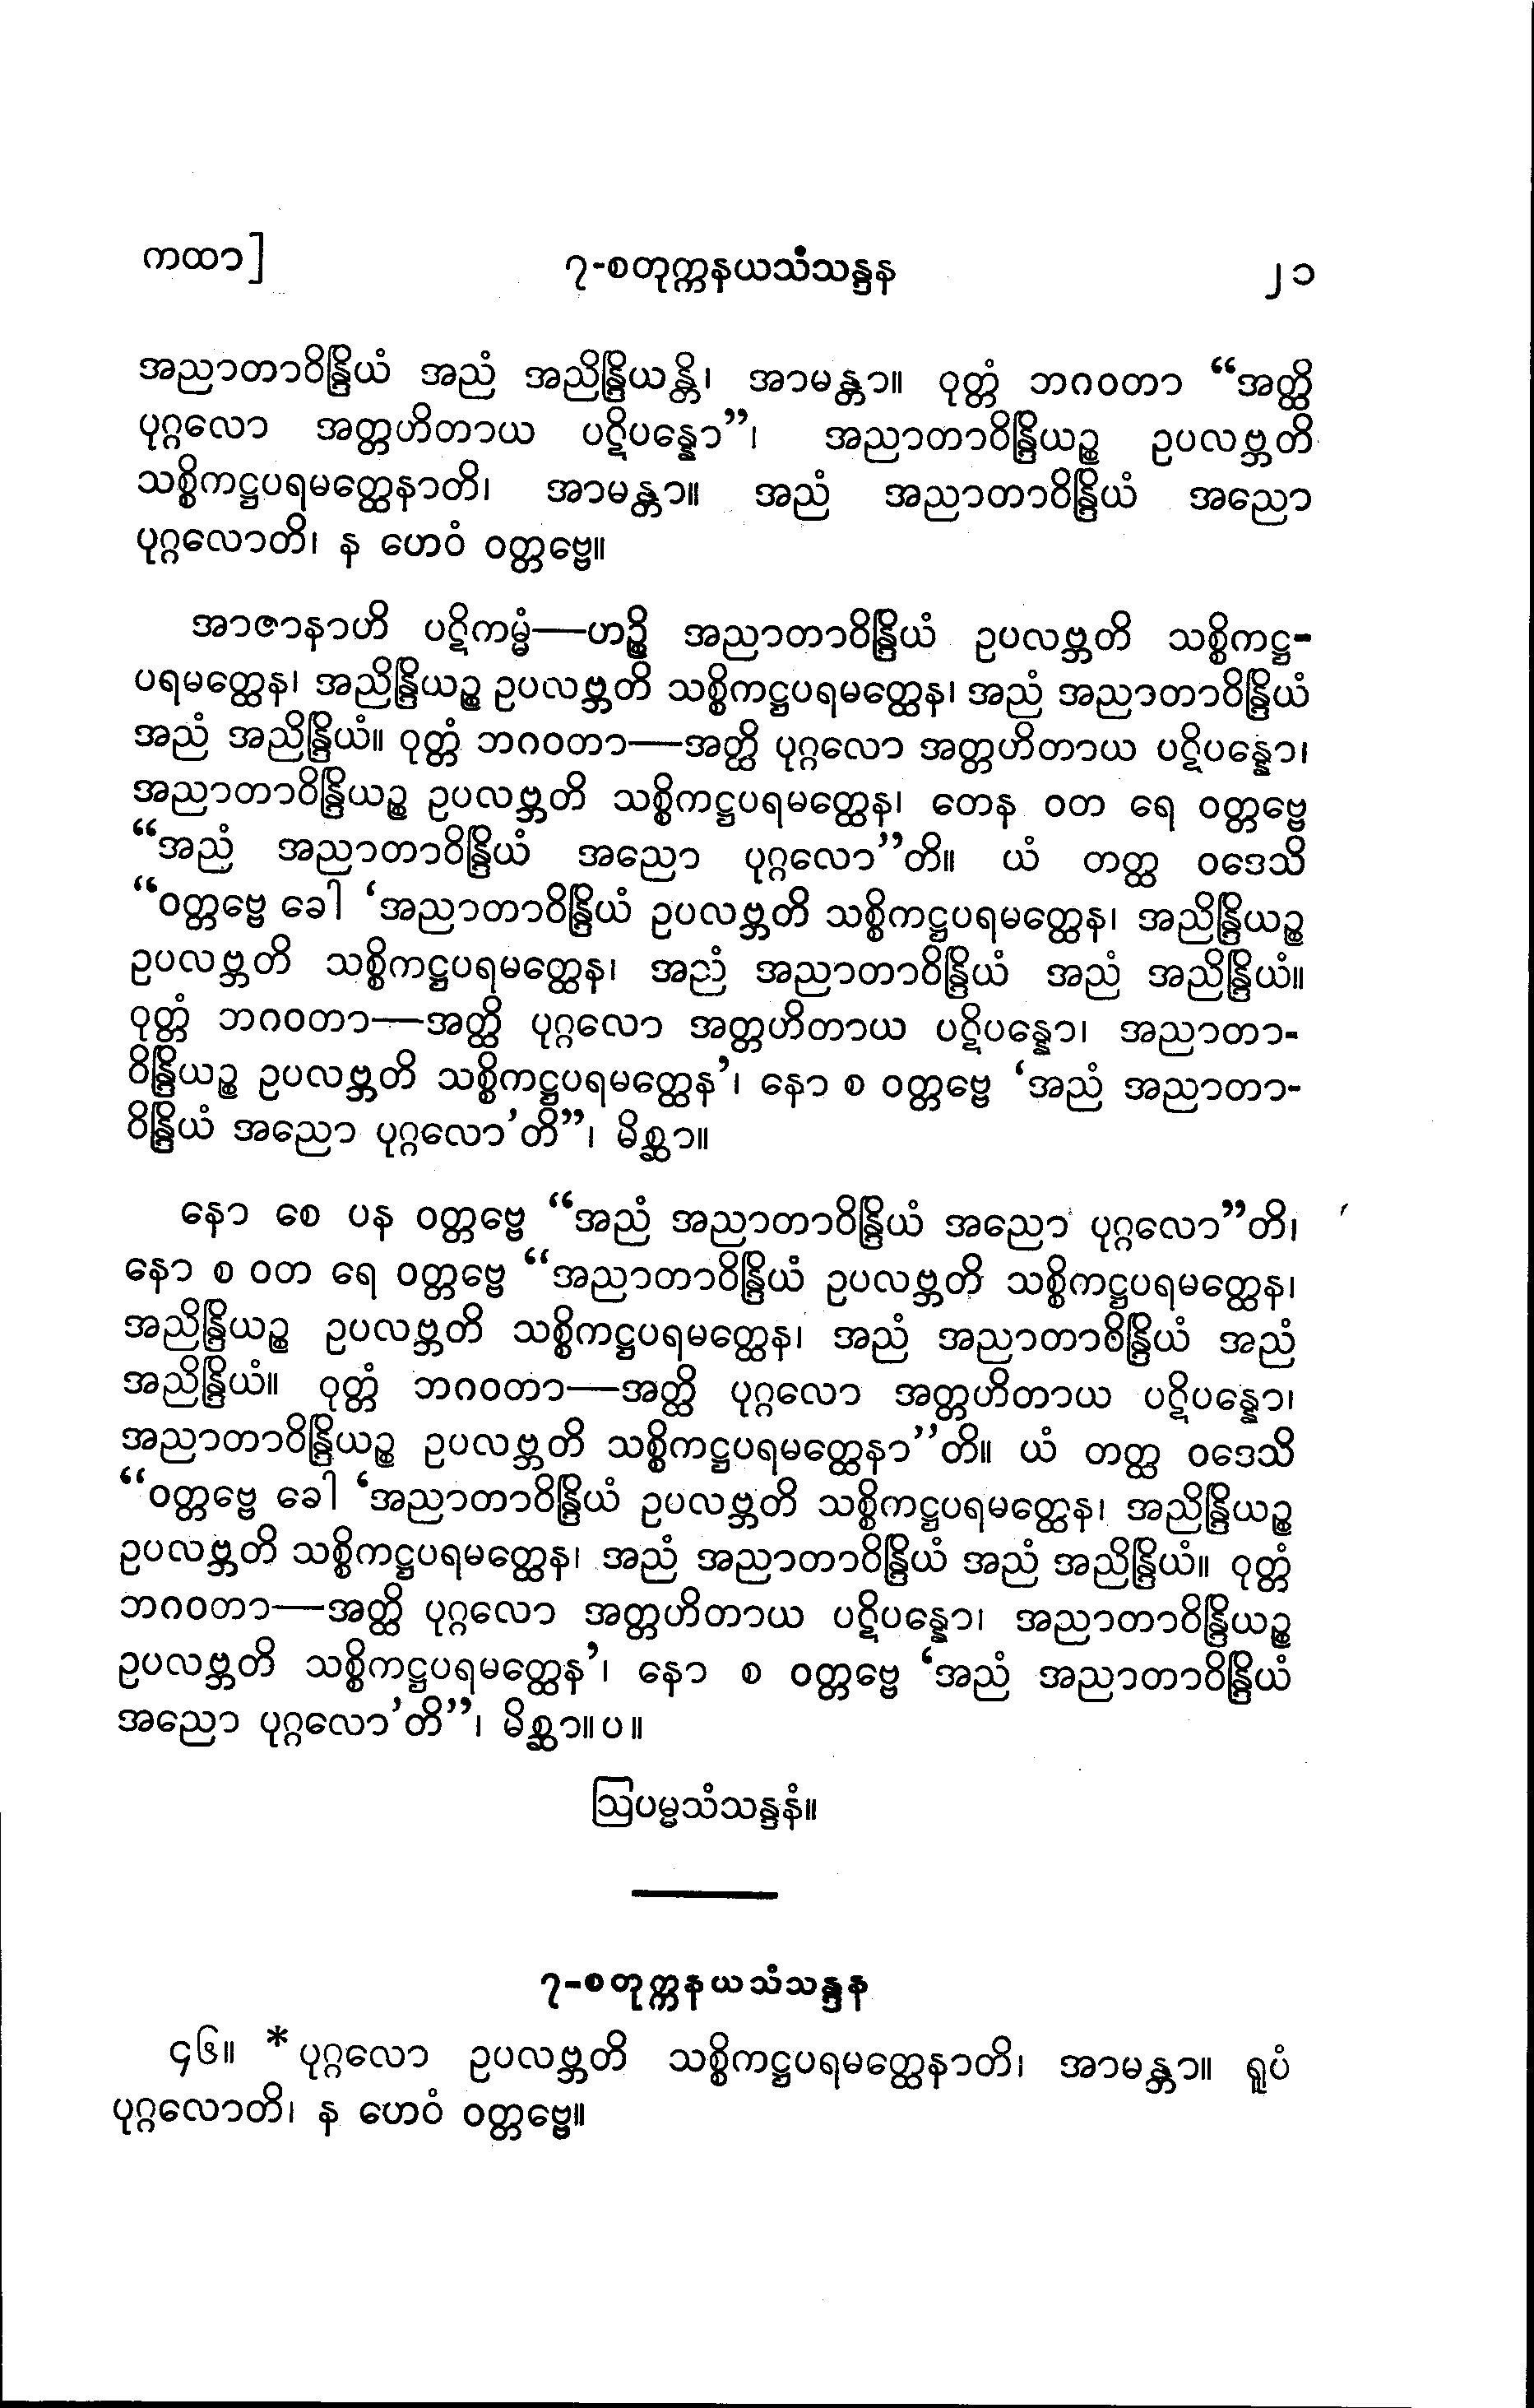 ကထာ]
၇-စတုက္ကနယသံသန္ဒန
၂၁
အညာတာဝိန္ဒြိယံ အညံ အညိန္ဒြိယန္တိ၊ အာမန္တာ။ ဝုတ္တံ ဘဂဝတာ “အတ္ထိ
ပုဂ္ဂလော အတ္တဟိတာယ ပဋိပန္နော”၊ အညာတာဝိန္ဒြိယဉ္စ ဥပလဗ္ဘတိ
သစ္စိကဋ္ဌပရမတ္ထေနာတိ၊ အာမန္တာ။ အညံ အညာတာဝိန္ဒြိယံ အညော
ပုဂ္ဂလောတိ၊ န ဟေဝံ ဝတ္တဗ္ဗေ။
အာဇာနာဟိ ပဋိကမ္မံ—ဟဉ္စိ အညာတာဝိန္ဒြိယံ ဥပလဗ္ဘတိ သစ္စိကဋ္ဌ-
ပရမတ္ထေန၊ အညိန္ဒြိယဉ္စ ဥပလဗ္ဘတိ သစ္စိကဋ္ဌပရမတ္ထေန၊ အညံ အညာတာဝိန္ဒြိယံ
အညံ အညိန္ဒြိယံ။ ဝုတ္တံ ဘဂဝတာ—အတ္ထိ ပုဂ္ဂလော အတ္တဟိတာယ ပဋိပန္နော၊
အညာတာဝိန္ဒြိယဉ္စ ဥပလဗ္ဘတိ သစ္စိကဋ္ဌပရမတ္ထေန၊ တေန ဝတ ရေ ဝတ္တဗ္ဗေ
“အညံ အညာတာဝိန္ဒြိယံ အညော ပုဂ္ဂလော”တိ။ ယံ တတ္ထ ဝဒေသိ
“ဝတ္တဗ္ဗေ ခေါ ‘အညာတာဝိန္ဒြိယံ ဥပလဗ္ဘတိ သစ္စိကဋ္ဌပရမတ္ထေန၊ အညိန္ဒြိယဉ္စ
ဥပလဗ္ဘတိ သစ္စိကဋ္ဌပရမတ္ထေန၊ အညံ အညာတာဝိန္ဒြိယံ အညံ အညိန္ဒြိယံ။
ဝုတ္တံ ဘဂဝတာ—အတ္ထိ ပုဂ္ဂလော အတ္တဟိတာယ ပဋိပန္နော၊ အညာတာ-
ဝိန္ဒြိယဉ္စ ဥပလဗ္ဘတိ သစ္စိကဋ္ဌပရမတ္ထေန’၊ နော စ ဝတ္တဗ္ဗေ ‘အညံ အညာတာ-
ဝိန္ဒြိယံ အညော ပုဂ္ဂလော’တိ”၊ မိစ္ဆာ။
နော စေ ပန ဝတ္တဗ္ဗေ “အညံ အညာတာဝိန္ဒြိယံ အညော ပုဂ္ဂလော”တိ၊
နော စ ဝတ ရေ ဝတ္တဗ္ဗေ “အညာတာဝိန္ဒြိယံ ဥပလဗ္ဘတိ သစ္စိကဋ္ဌပရမတ္ထေန၊
အညိန္ဒြိယဉ္စ ဥပလဗ္ဘတိ သစ္စိကဋ္ဌပရမတ္ထေန၊ အညံ အညာတာဝိန္ဒြိယံ အညံ
အညိန္ဒြိယံ။ ဝုတ္တံ ဘဂဝတာ—အတ္ထိ ပုဂ္ဂလော အတ္တဟိတာယ ပဋိပန္နော၊
အညာတာဝိန္ဒြိယဉ္စ ဥပလဗ္ဘတိ သစ္စိကဋ္ဌပရမတ္ထေနာ”တိ။ ယံ တတ္ထ ဝဒေသိ
“ဝတ္တဗ္ဗေ ခေါ ‘အညာတာဝိန္ဒြိယံ ဥပလဗ္ဘတိ သစ္စိကဋ္ဌပရမတ္ထေန၊ အညိန္ဒြိယဉ္စ
ဥပလဗ္ဘတိ သစ္စိကဋ္ဌပရမတ္ထေန၊ အညံ အညာတာဝိန္ဒြိယံ အညံ အညိန္ဒြိယံ။ ဝုတ္တံ
ဘဂဝတာ—အတ္ထိ ပုဂ္ဂလော အတ္တဟိတာယ ပဋိပန္နော၊ အညာတာဝိန္ဒြိယဉ္စ
ဥပလဗ္ဘတိ သစ္စိကဋ္ဌပရမတ္ထေန’၊ နော စ ဝတ္တဗ္ဗေ ‘အညံ အညာတာဝိန္ဒြိယံ
အညော ပုဂ္ဂလော’တိ”၊ မိစ္ဆာ။ပ။
ဩပမ္မသံသန္ဒနံ။
၇-စတုက္ကနယသံသန္ဒန
၄၆။ *ပုဂ္ဂလော ဥပလဗ္ဘတိ သစ္စိကဋ္ဌပရမတ္ထေနာတိ၊ အာမန္တာ။ ရူပံ
ပုဂ္ဂလောတိ၊ န ဟေဝံ ဝတ္တဗ္ဗေ။